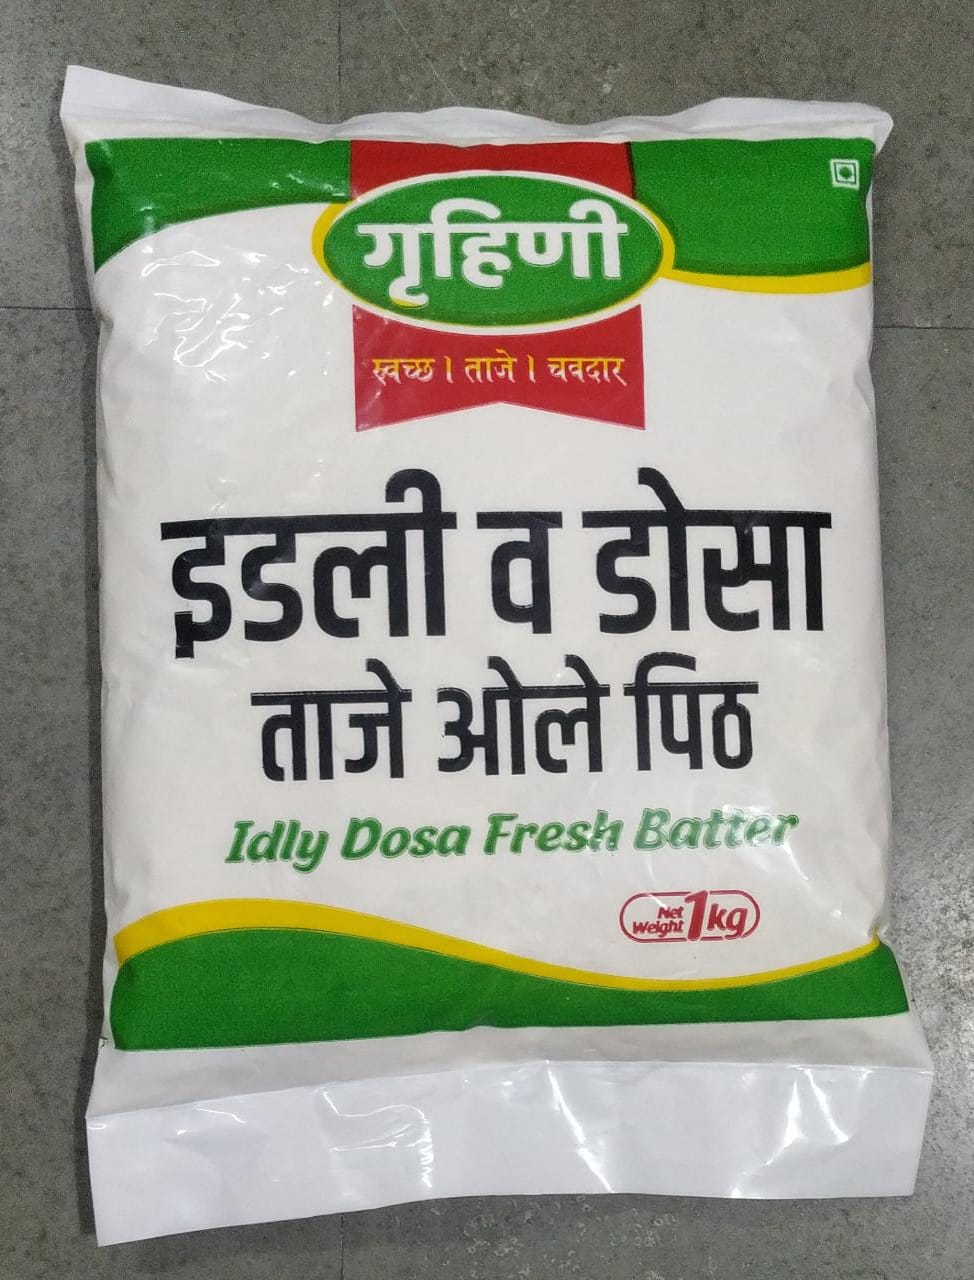 गृहिणी
स्वच्छ । ताजे । चवदार
इडली व डोसा
ताजे ओले पिठ
Idly Dosa Fresh Batter
Net
Weight 1kg